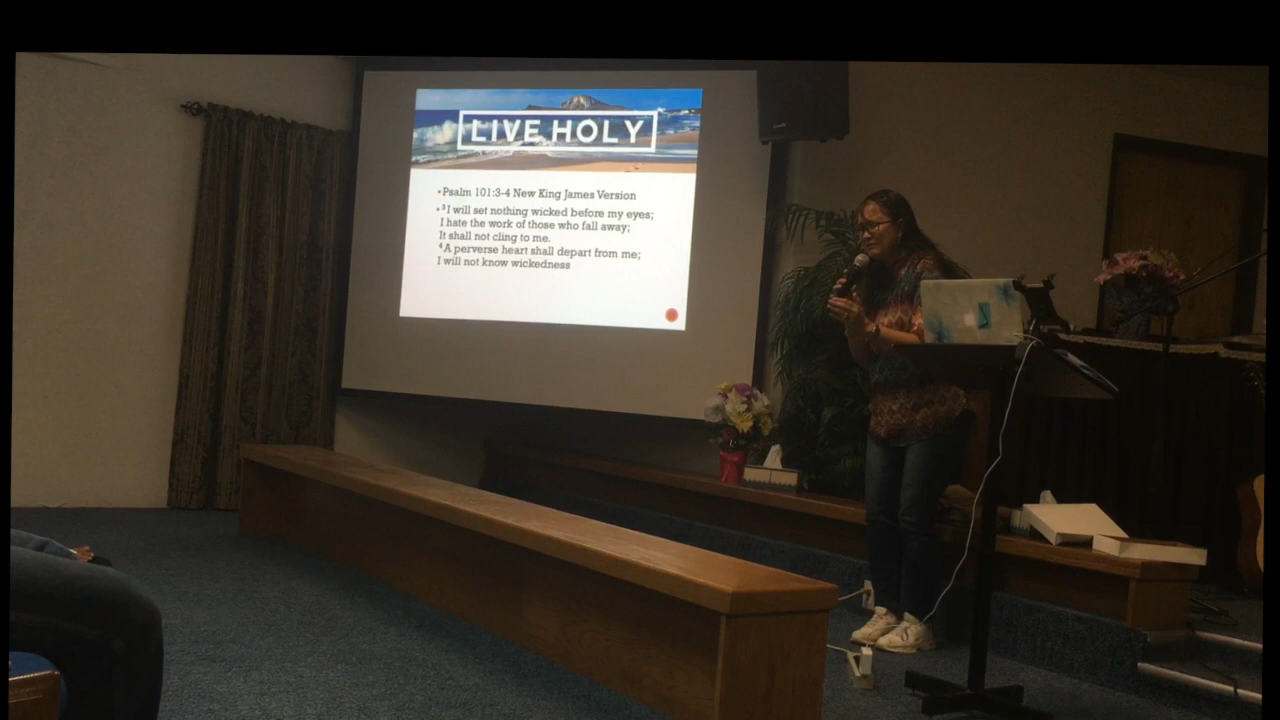 LIVE HOLY
•Psalm 101:3-4 New King James Version
•³I will set nothing wicked before my eyes;
I hate the work of those who fall away;
It shall not cling to me.
⁴A perverse heart shall depart from me;
I will not know wickedness